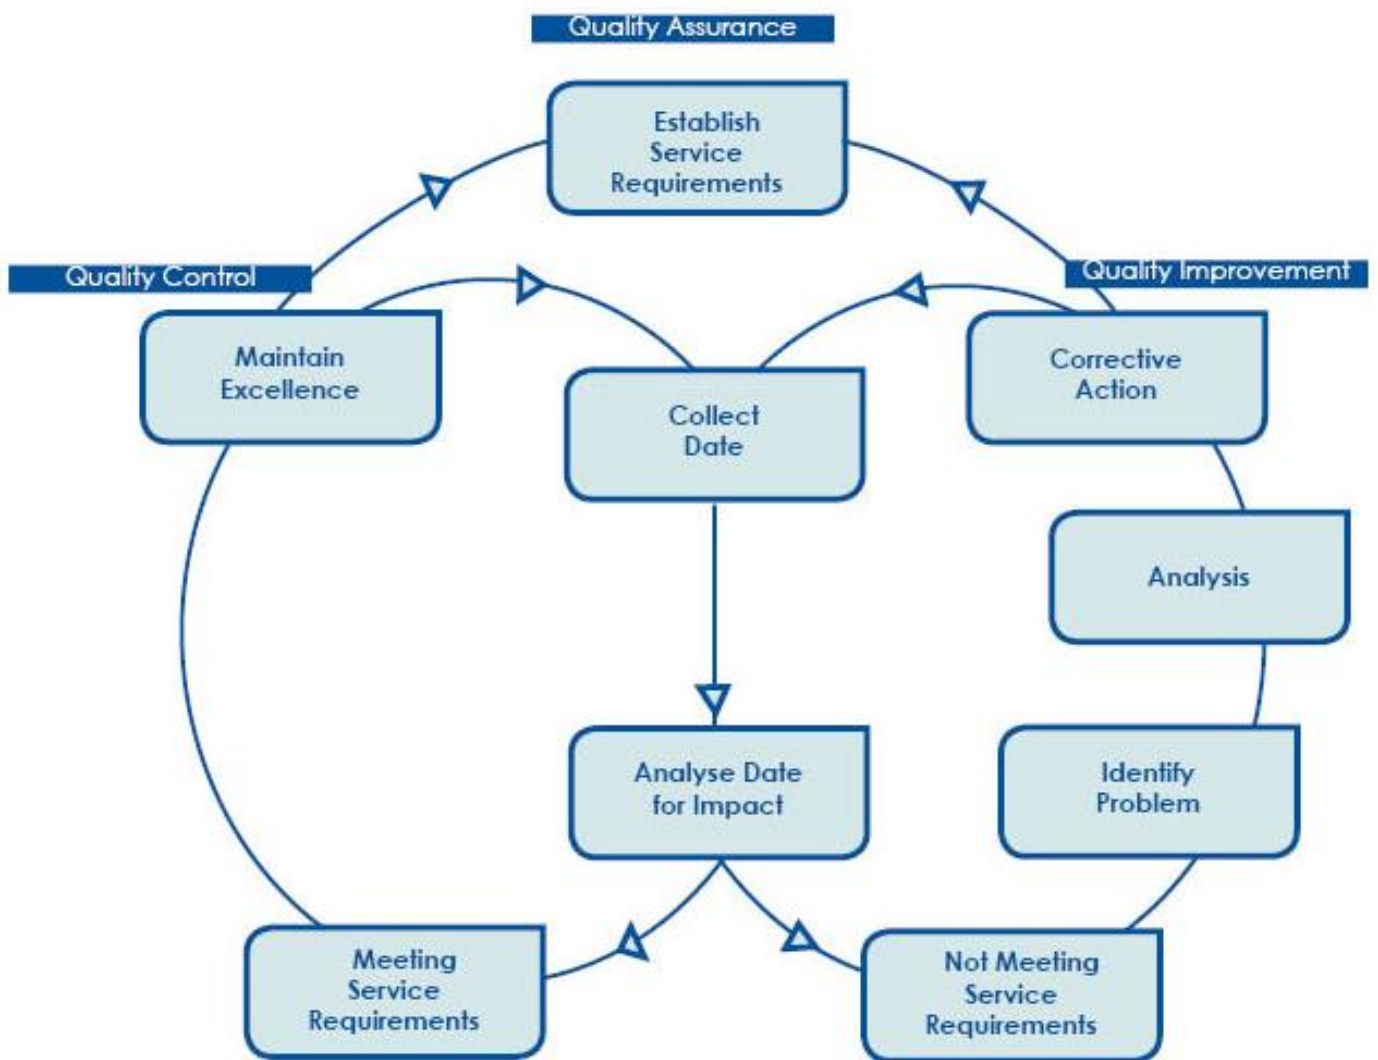 Quality Assurance
Establish
Service
Requirements
Quality Control
Quality Improvement
Maintain
Excellence
Corrective
Action
Collect
Date
Analysis
Analyse Date
for Impact
Identify
Problem
Meeting
Service
Requirements
Not Meeting
Service
Requirements